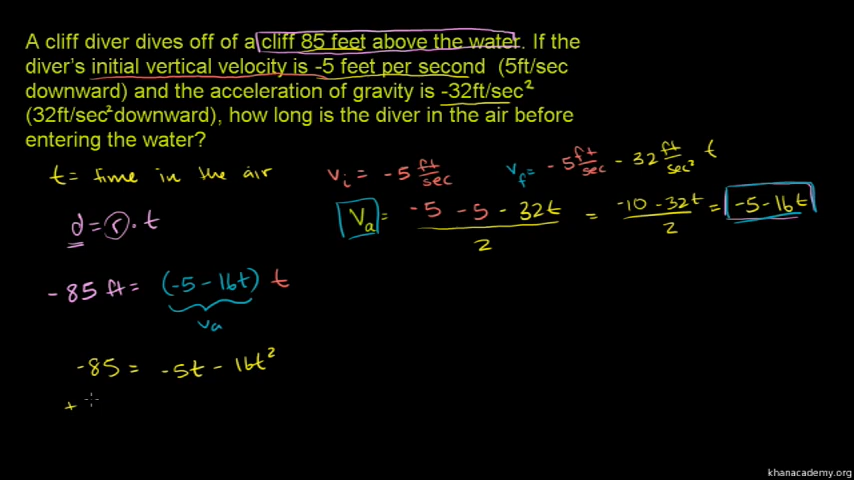 A cliff diver dives off of a cliff 85 feet above the water. If the
diver's initial vertical velocity is -5 feet per second (5ft/sec
downward) and the acceleration of gravity is -32ft/sec²
(32ft/sec² downward), how long is the diver in the air before
entering the water?
t = time in the air
v_i = -5 ft/sec
v_f = -5 ft/sec - 32 ft/sec² t
V_a = (-5 - 5 - 32t)/2 = (-10 - 32t)/2 = -5 - 16t
d = r · t
-85 ft = (-5 - 16t) t
v_a
-85 = -5t - 16t²
+
khanacademy.org